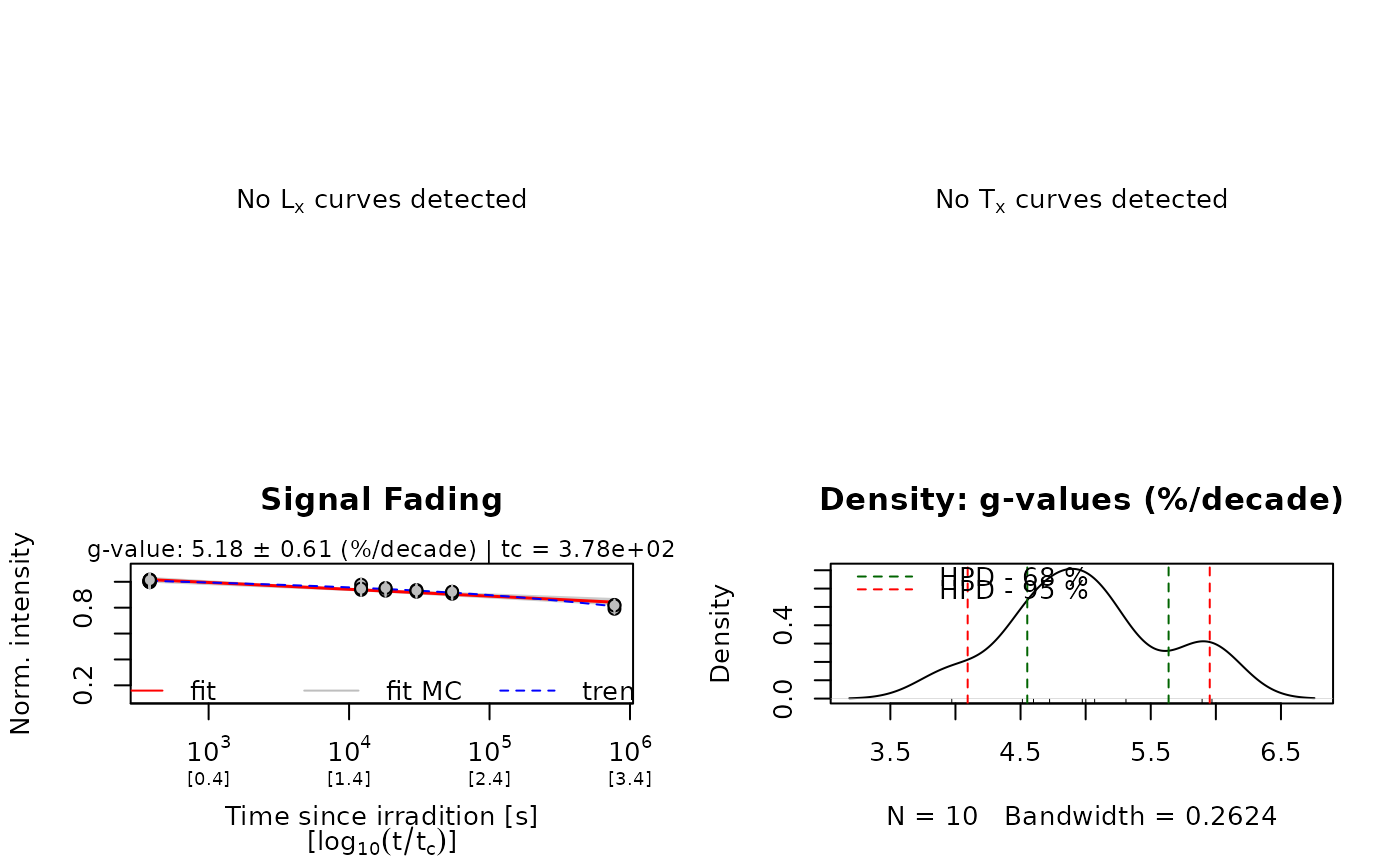 No Lx curves detected
No Tx curves detected
Signal Fading
g-value: 5.18 ± 0.61 (%/decade) | tc = 3.78e+02
Norm. intensity
0.8
0.2
fit
fit MC
tren
10³
10⁴
10⁵
10⁶
[0.4]
[1.4]
[2.4]
[3.4]
Time since irradition [s]
[log₁₀(t/tc)]
Density: g-values (%/decade)
Density
0.4
0.0
HPD - 68 %
HPD - 95 %
3.5
4.5
5.5
6.5
N = 10 Bandwidth = 0.2624